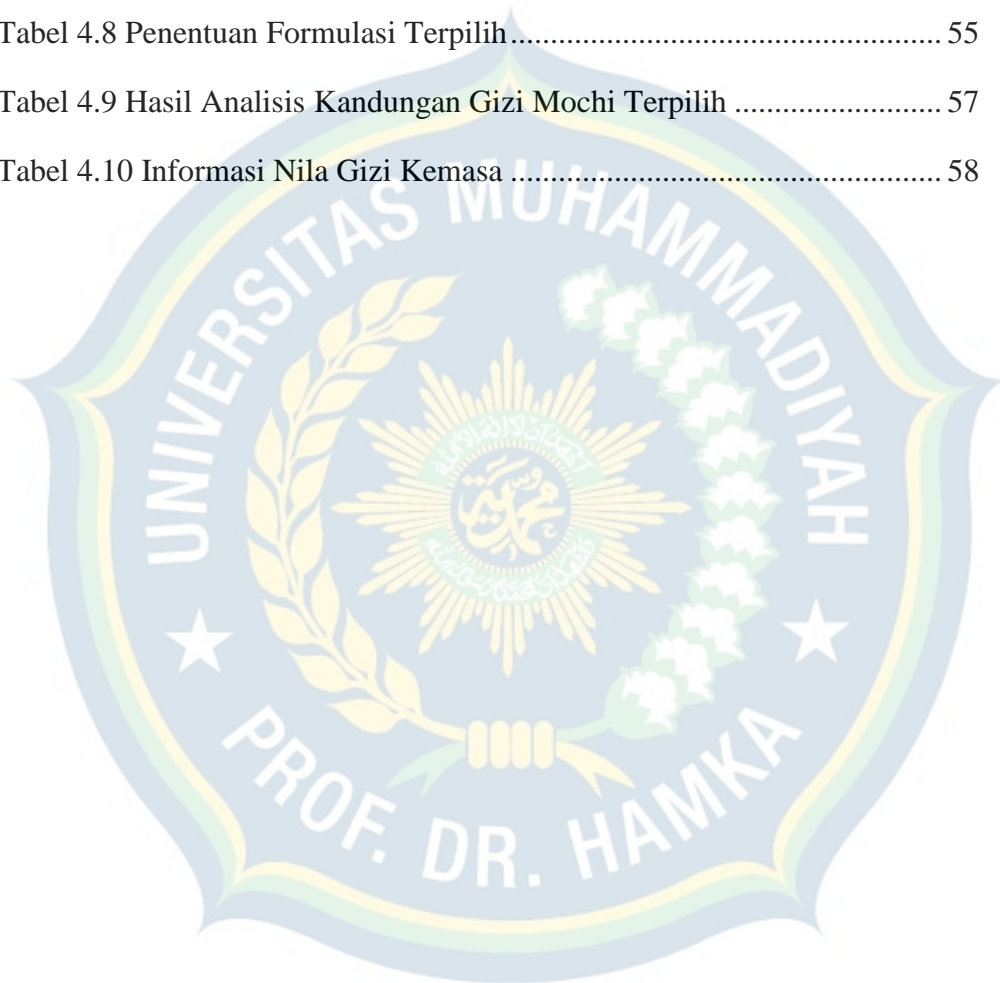 Tabel 4.8 Penentuan Formulasi Terpilih.................................................. 55
Tabel 4.9 Hasil Analisis Kandungan Gizi Mochi Terpilih ........................ 57
Tabel 4.10 Informasi Nila Gizi Kemasa .................................................. 58
UNIVERSITAS MUHAMMADIYAH
PROF. DR. HAMKA
محمدية